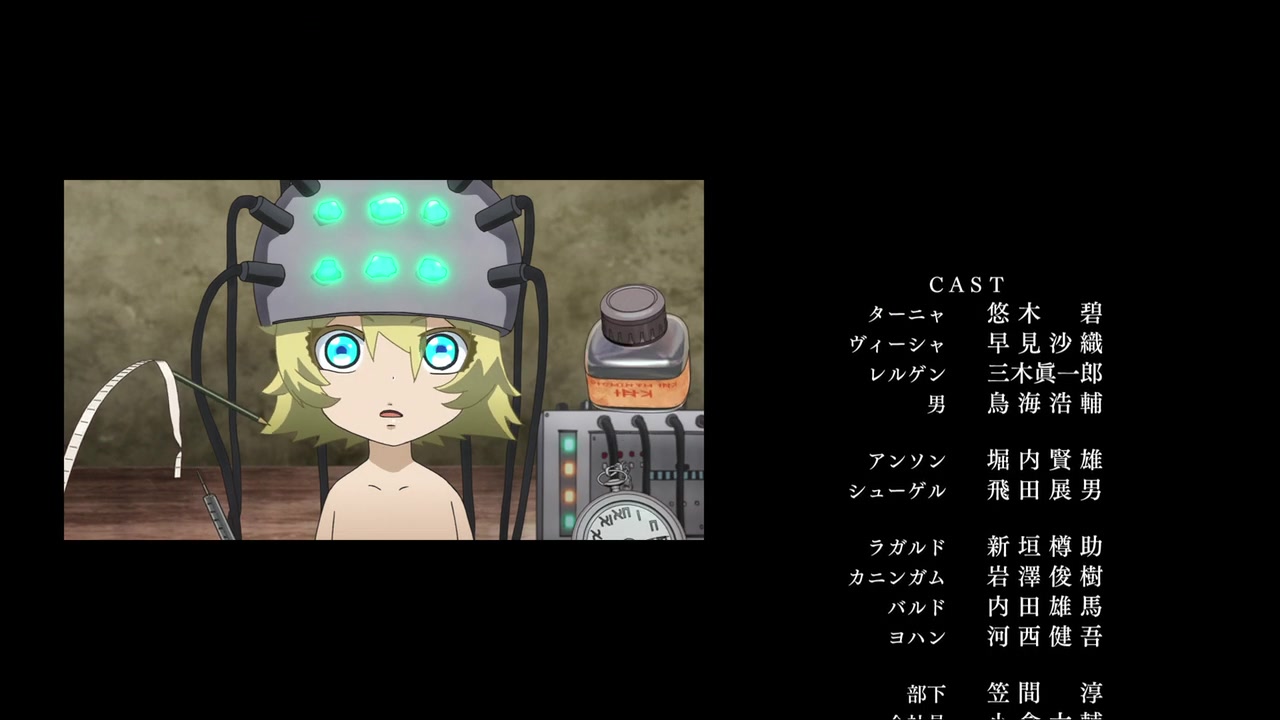 CAST
ターニャ 悠木 碧
ヴィーシャ 早見沙織
レルゲン 三木眞一郎
男 鳥海浩輔
アンソン 堀内賢雄
シューゲル 飛田展男
ラガルド 新垣樽助
カニンガム 岩澤俊樹
バルド 内田雄馬
ヨハン 河西健吾
部下 笠間 淳